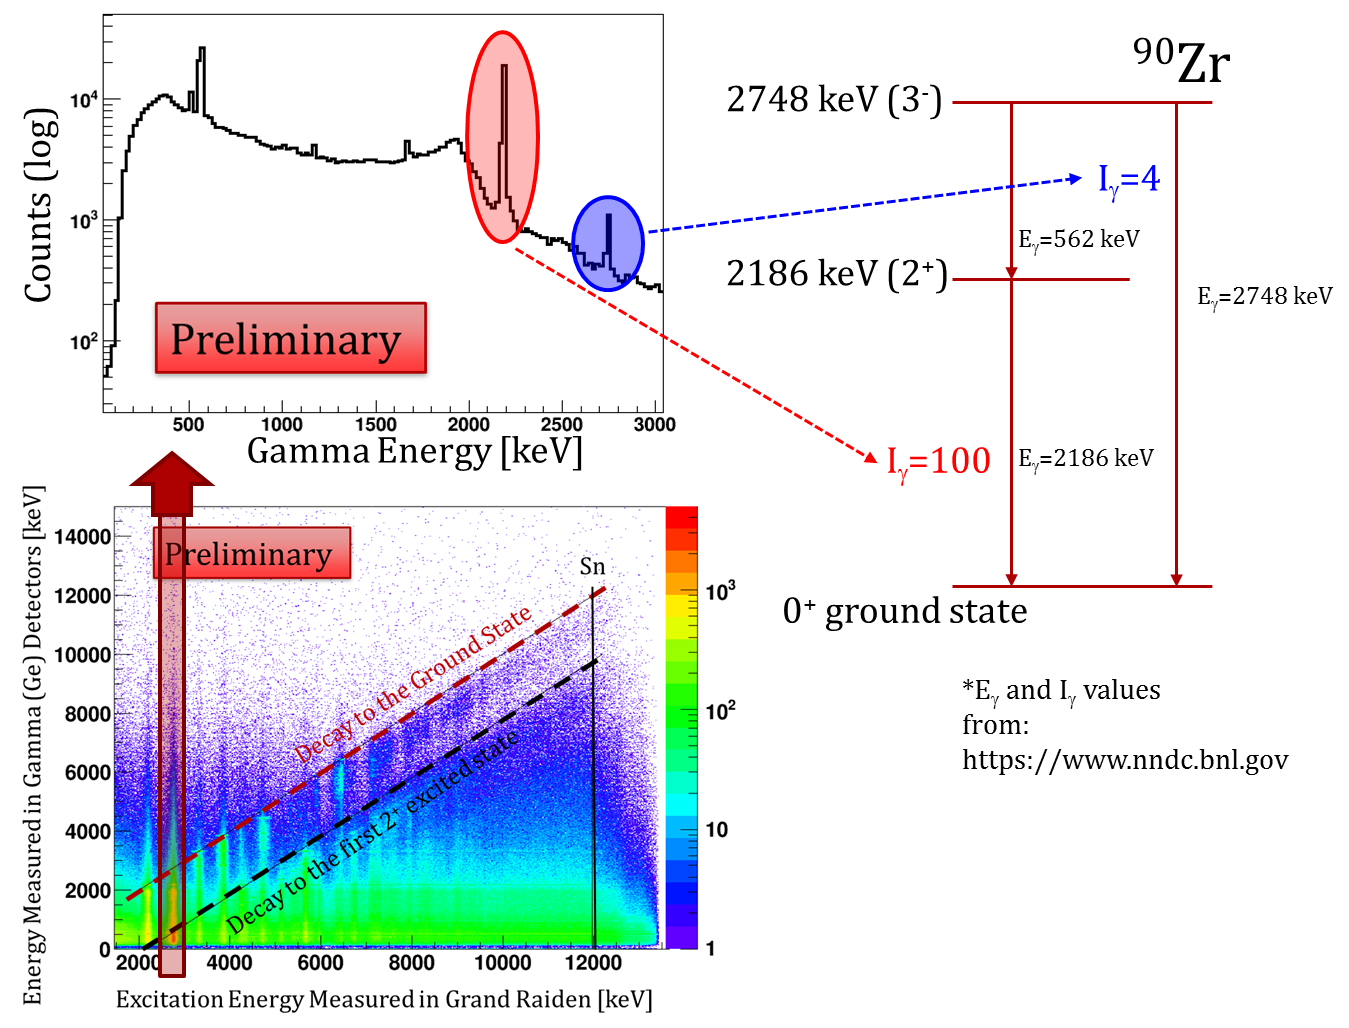 Counts (log)
10⁴
10³
10²
Preliminary
500 1000 1500 2000 2500 3000
Gamma Energy [keV]
⁹⁰Zr
2748 keV (3⁻)
Iᵧ=4
Eᵧ=562 keV
2186 keV (2⁺)
Eᵧ=2748 keV
Iᵧ=100
Eᵧ=2186 keV
0⁺ ground state
*Eᵧ and Iᵧ values
from:
https://www.nndc.bnl.gov
Energy Measured in Gamma (Ge) Detectors [keV]
14000
12000
10000
8000
6000
4000
2000
0
Preliminary
Sn
Decay to the Ground State
Decay to the first 2⁺ excited state
10³
10²
10
1
2000 4000 6000 8000 10000 12000
Excitation Energy Measured in Grand Raiden [keV]